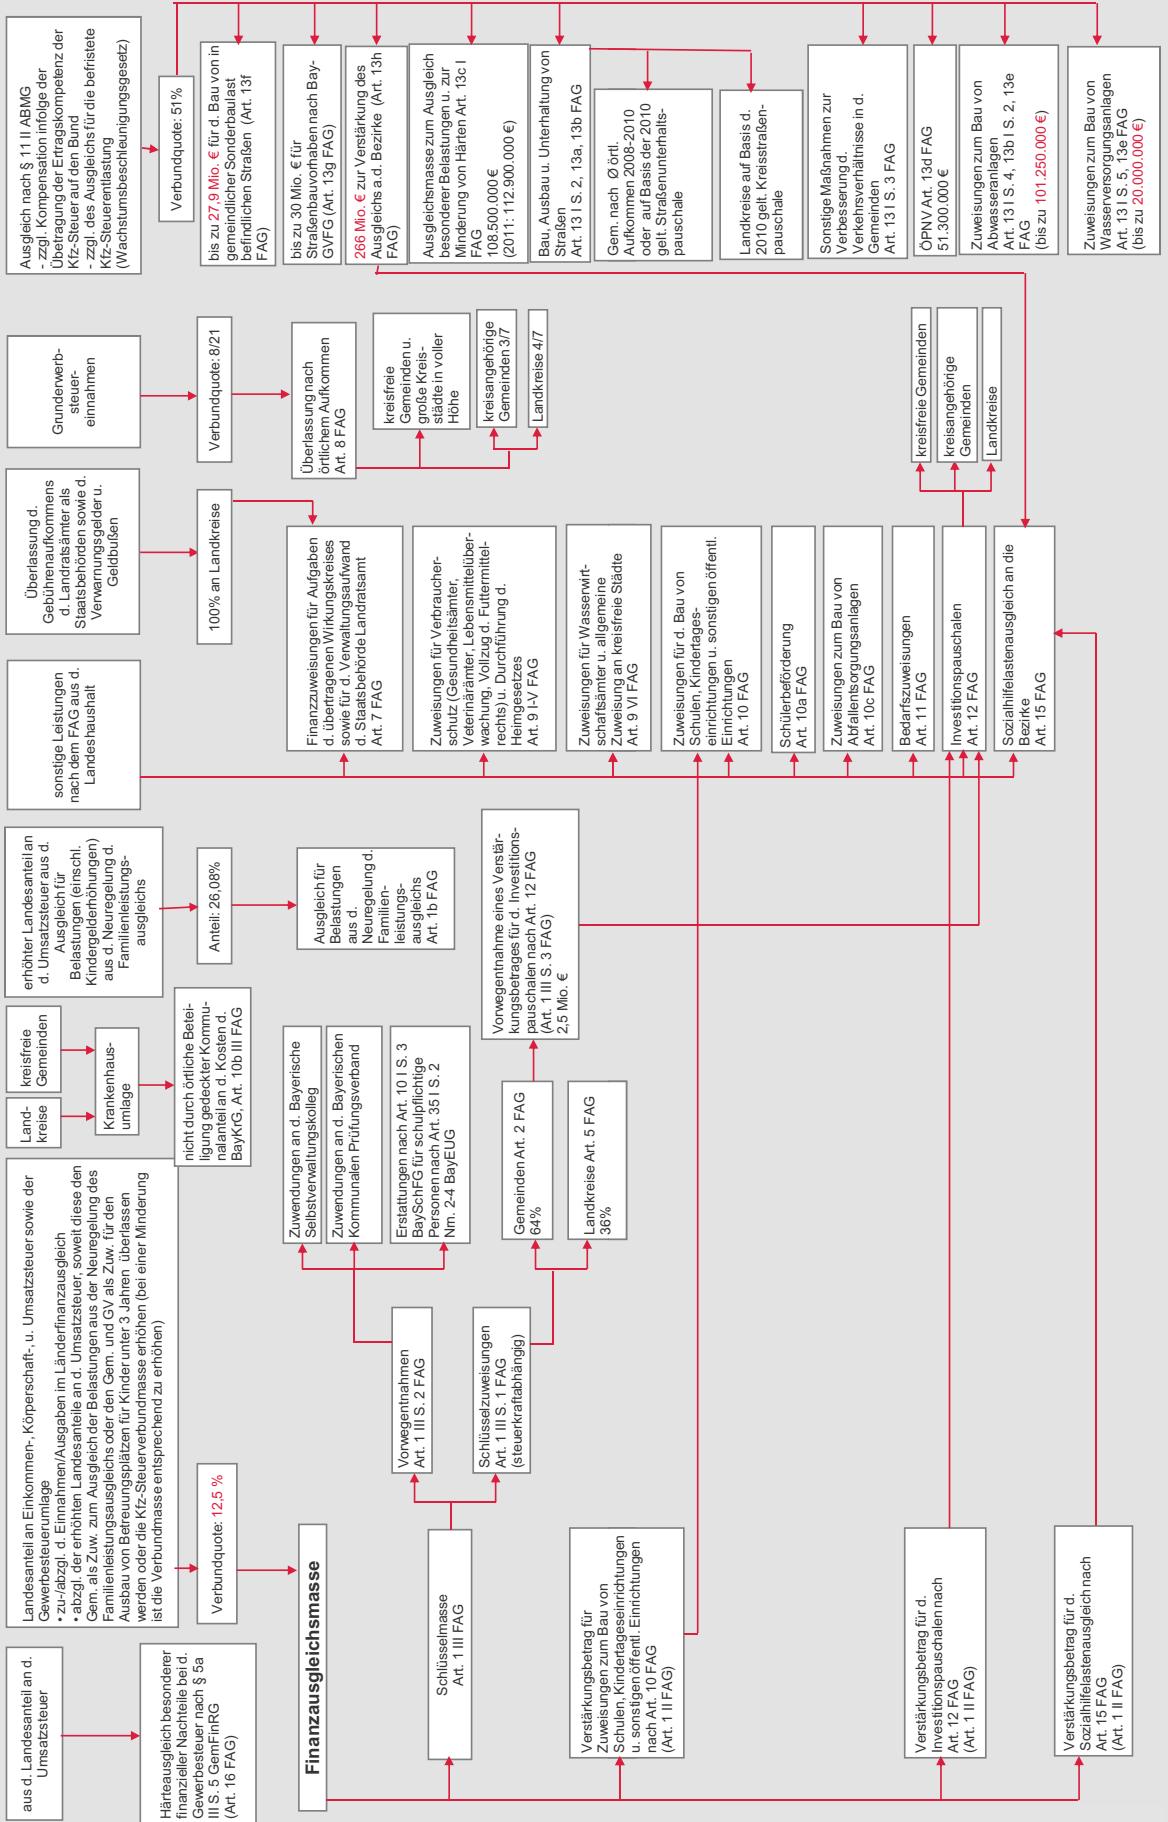 aus d. Landesanteil an d.
Umsatzsteuer
Härteausgleich besonderer
finanzieller Nachteile bei d.
Gewerbesteuer nach § 5a
III S. 5 GemFinRG
(Art. 16 FAG)
Landesanteil an Einkommen-, Körperschaft-, u. Umsatzsteuer sowie der
Gewerbesteuerumlage
• zu-/abzgl. d. Einnahmen/Ausgaben im Länderfinanzausgleich
• abzgl. der erhöhten Landesanteile an d. Umsatzsteuer, soweit diese den
Gem. als Zuw. zum Ausgleich der Belastungen aus der Neuregelung des
Familienleistungsausgleichs oder den Gem. und GV als Zuw. für den
Ausbau von Betreuungsplätzen für Kinder unter 3 Jahren überlassen
werden oder die Kfz-Steuerverbundmasse erhöhen (bei einer Minderung
ist die Verbundmasse entsprechend zu erhöhen)
Verbundquote: 12,5 %
Finanzausgleichsmasse
Schlüsselmasse
Art. 1 III FAG
Verstärkungsbetrag für
Zuweisungen zum Bau von
Schulen, Kindertageseinrichtungen
u. sonstigen öffentl. Einrichtungen
nach Art. 10 FAG
(Art. 1 II FAG)
Verstärkungsbetrag für d.
Investitionspauschalen nach
Art. 12 FAG
(Art. 1 II FAG)
Verstärkungsbetrag für d.
Sozialhilfelastenausgleich nach
Art. 15 FAG
(Art. 1 II FAG)
Vorwegentnahmen
Art. 1 III S. 2 FAG
Schlüsselzuweisungen
Art. 1 III S. 1 FAG
(steuerkraftabhängig)
Zuwendungen an d. Bayerische
Selbstverwaltungskolleg
Zuwendungen an d. Bayerischen
Kommunalen Prüfungsverband
Erstattungen nach Art. 10 I S. 3
BaySchFG für schulpflichtige
Personen nach Art. 35 I S. 2
Nrn. 2-4 BayEUG
Gemeinden Art. 2 FAG
64%
Landkreise Art. 5 FAG
36%
Vorwegentnahme eines Verstär-
kungsbetrages für d. Investitions-
pauschalen nach Art. 12 FAG
(Art. 1 III S. 3 FAG)
2,5 Mio. €
Land-
kreise
kreisfreie
Gemeinden
Krankenhaus-
umlage
nicht durch örtliche Betei-
ligung gedeckter Kommu-
nalanteil an d. Kosten d.
BayKrG, Art. 10b III FAG
erhöhter Landesanteil an
d. Umsatzsteuer aus d.
Ausgleich für
Belastungen (einschl.
Kindergelderhöhungen)
aus d. Neuregelung d.
Familienleistungs-
ausgleichs
Anteil: 26,08%
Ausgleich für
Belastungen
aus d.
Neuregelung d.
Familien-
leistungs-
ausgleichs
Art. 1b FAG
sonstige Leistungen
nach dem FAG aus d.
Landeshaushalt
Überlassung d.
Gebührenaufkommens
d. Landratsämter als
Staatsbehörden sowie d.
Verwarnungsgelder u.
Geldbußen
100% an Landkreise
Finanzzuweisungen für Aufgaben
d. übertragenen Wirkungskreises
sowie für d. Verwaltungsaufwand
d. Staatsbehörde Landratsamt
Art. 7 FAG
Zuweisungen für Verbraucher-
schutz (Gesundheitsämter,
Veterinärämter, Lebensmittelüber-
wachung, Vollzug d. Futtermittel-
rechts) u. Durchführung d.
Heimgesetzes
Art. 9 I-V FAG
Zuweisungen für Wasserwirt-
schaftsämter u. allgemeine
Zuweisung an kreisfreie Städte
Art. 9 VI FAG
Zuweisungen für d. Bau von
Schulen, Kindertages-
einrichtungen u. sonstigen öffentl.
Einrichtungen
Art. 10 FAG
Schülerbeförderung
Art. 10a FAG
Zuweisungen zum Bau von
Abfallentsorgungsanlagen
Art. 10c FAG
Bedarfszuweisungen
Art. 11 FAG
Investitionspauschalen
Art. 12 FAG
Sozialhilfelastenausgleich an die
Bezirke
Art. 15 FAG
Grunderwerb-
steuer-
einnahmen
Verbundquote: 8/21
Überlassung nach
örtlichem Aufkommen
Art. 8 FAG
kreisfreie
Gemeinden u.
große Kreis-
städte in voller
Höhe
kreisangehörige
Gemeinden 3/7
Landkreise 4/7
kreisfreie Gemeinden
kreisangehörige
Gemeinden
Landkreise
Ausgleich nach § 11 II ABMG
- zzgl. Kompensation infolge der
Übertragung der Ertragskompetenz der
Kfz-Steuer auf den Bund
- zzgl. des Ausgleichs für die befristete
Kfz-Steuerentlastung
(Wachstumsbeschleunigungsgesetz)
Verbundquote: 51%
bis zu 27,9 Mio. € für d. Bau von in
gemeindlicher Sonderbaulast
befindlichen Straßen (Art. 13f
FAG)
bis zu 30 Mio. € für
Straßenbauvorhaben nach Bay-
GVFG (Art. 13g FAG)
266 Mio. € zur Verstärkung des
Ausgleichs a.d. Bezirke (Art. 13h
FAG)
Ausgleichsmasse zum Ausgleich
besonderer Belastungen u. zur
Minderung von Härten Art. 13c I
FAG
108.500.000 €
(2011: 112.900.000 €)
Bau, Ausbau u. Unterhaltung von
Straßen
Art. 13 I S. 2, 13a, 13b FAG
Gem. nach Ø örtl.
Aufkommen 2008-2010
oder auf Basis der 2010
gelt. Straßenunterhalts-
pauschale
Landkreise auf Basis d.
2010 gelt. Kreisstraßen-
pauschale
Sonstige Maßnahmen zur
Verbesserung d.
Verkehrsverhältnisse in d.
Gemeinden
Art. 13 I S. 3 FAG
ÖPNV Art. 13d FAG
51.300.000 €
Zuweisungen zum Bau von
Abwasseranlagen
Art. 13 I S. 4, 13b I S. 2, 13e
FAG
(bis zu 101.250.000 €)
Zuweisungen zum Bau von
Wasserversorgungsanlagen
Art. 13 I S. 5, 13e FAG
(bis zu 20.000.000 €)